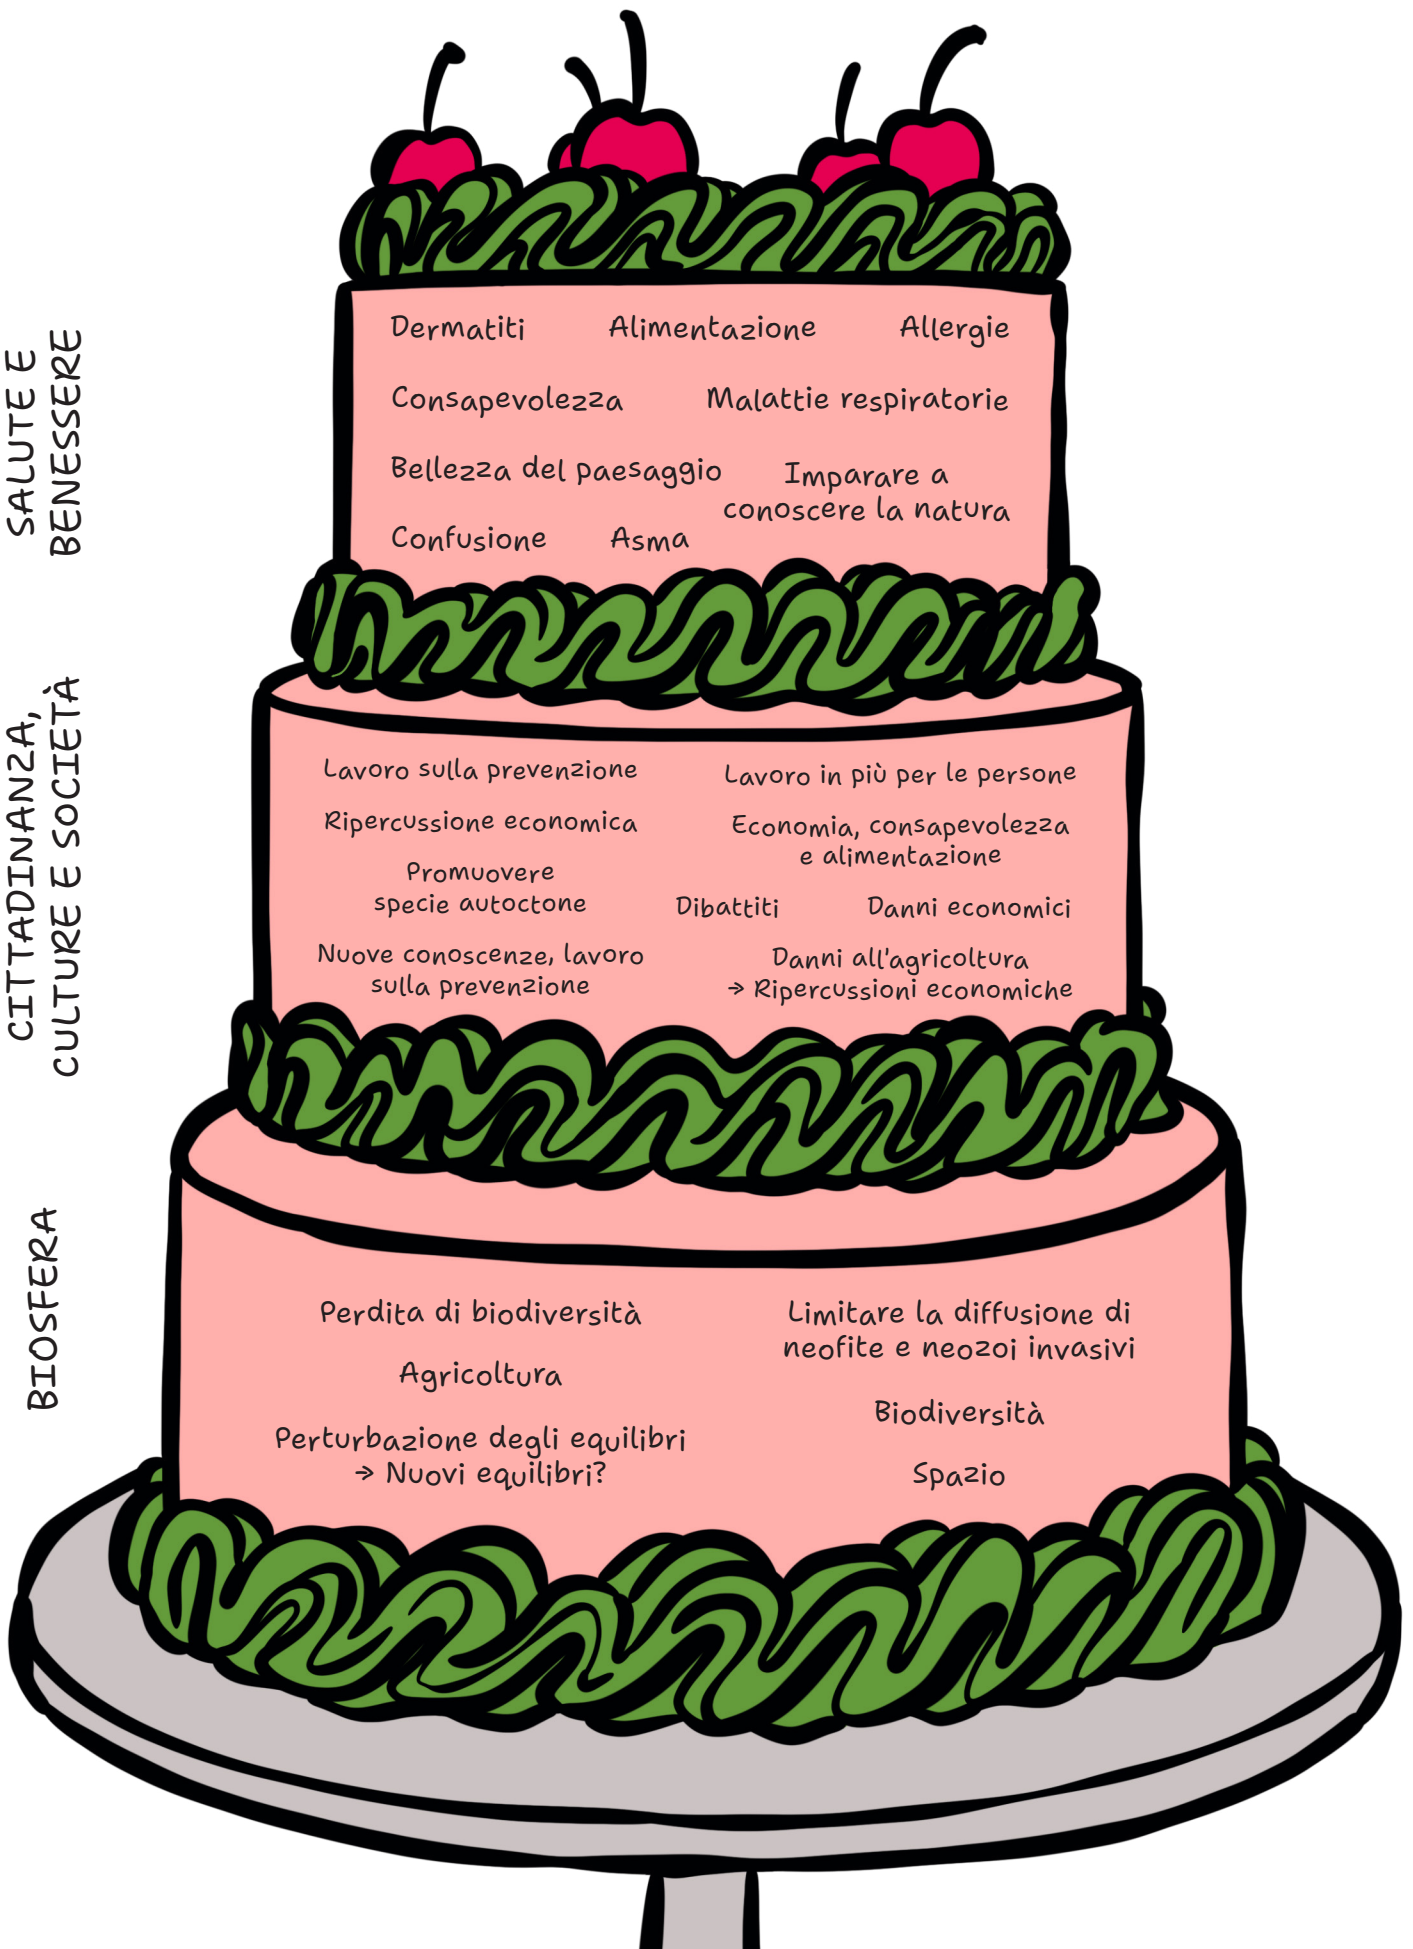 SALUTE E
BENESSERE
Dermatiti
Alimentazione
Allergie
Consapevolezza
Malattie respiratorie
Bellezza del paesaggio
Imparare a
conoscere la natura
Confusione
Asma
CITTADINANZA,
CULTURE E SOCIETÀ
Lavoro sulla prevenzione
Lavoro in più per le persone
Ripercussione economica
Economia, consapevolezza
e alimentazione
Promuovere
specie autoctone
Dibattiti
Danni economici
Nuove conoscenze, lavoro
sulla prevenzione
Danni all'agricoltura
→ Ripercussioni economiche
BIOSFERA
Perdita di biodiversità
Limitare la diffusione di
neofite e neozoi invasivi
Agricoltura
Biodiversità
Perturbazione degli equilibri
→ Nuovi equilibri?
Spazio